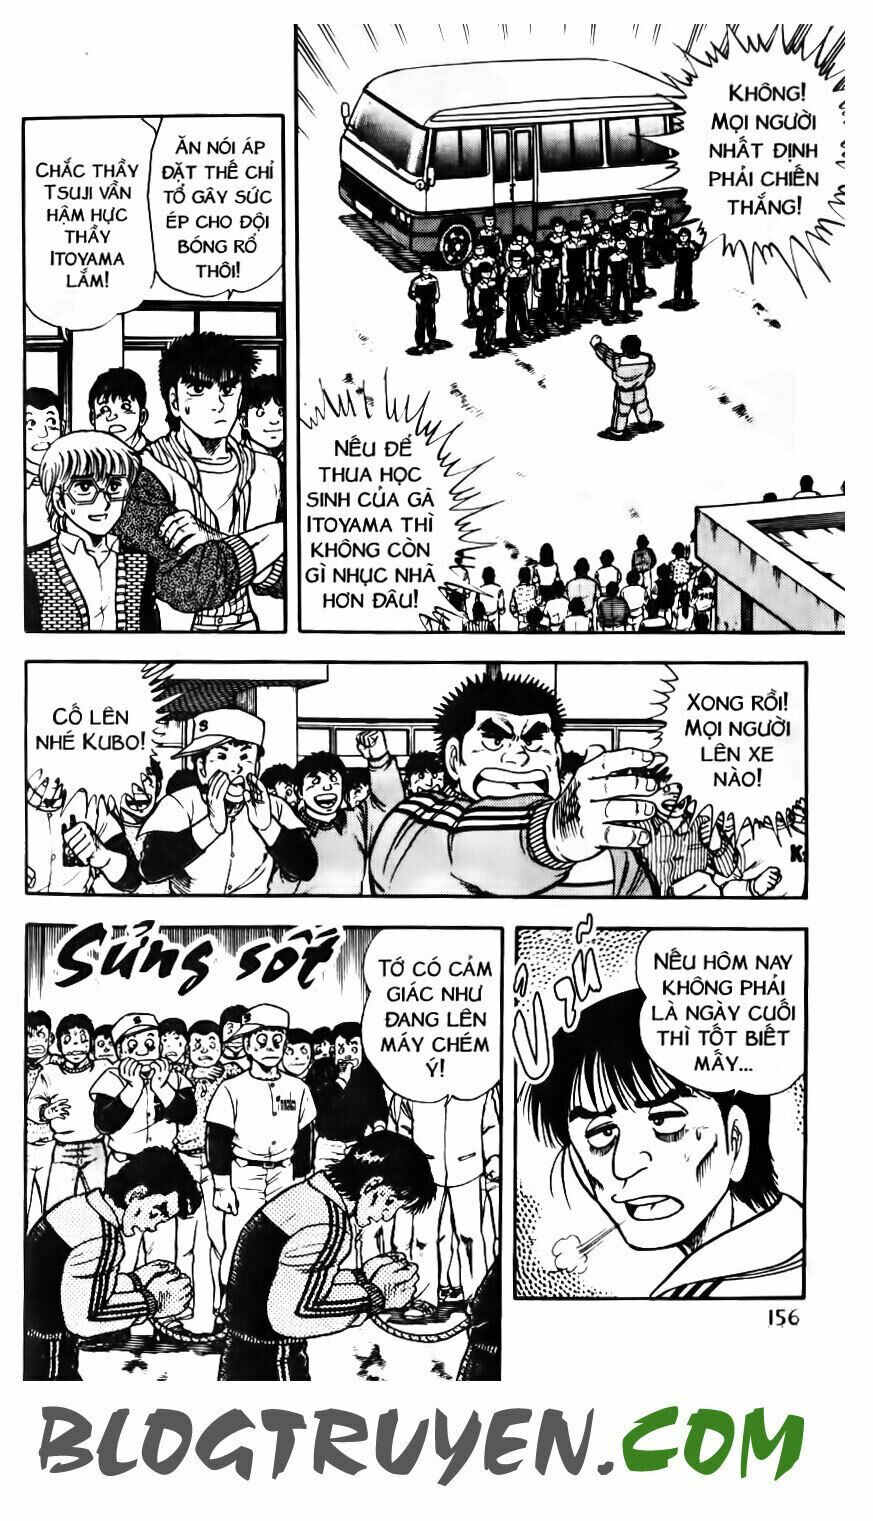 KHÔNG!
MỌI NGƯỜI
NHẤT ĐỊNH
PHẢI CHIẾN
THẮNG!
NẾU ĐỂ
THUA HỌC
SINH CỦA GÃ
ITOYAMA THÌ
KHÔNG CÒN
GÌ NHỤC NHÃ
HƠN ĐÂU!
ĂN NÓI ÁP
ĐẶT THẾ CHỈ
TỔ GÂY SỨC
ÉP CHO ĐỘI
BÓNG RỔ
THÔI!
CHẮC THẦY
TSUJI VẪN
HẬM HỰC
THẦY
ITOYAMA
LẮM!
XONG RỒI!
MỌI NGƯỜI
LÊN XE
NÀO!
CỐ LÊN
NHÉ KUBO!
S
NẾU HÔM NAY
KHÔNG PHẢI
LÀ NGÀY CUỐI
THÌ TỐT BIẾT
MẤY...
TỚ CÓ CẢM
GIÁC NHƯ
ĐANG LÊN
MÁY CHÉM
Ý!
Sửng sốt
156
BLOGTRUYEN.COM